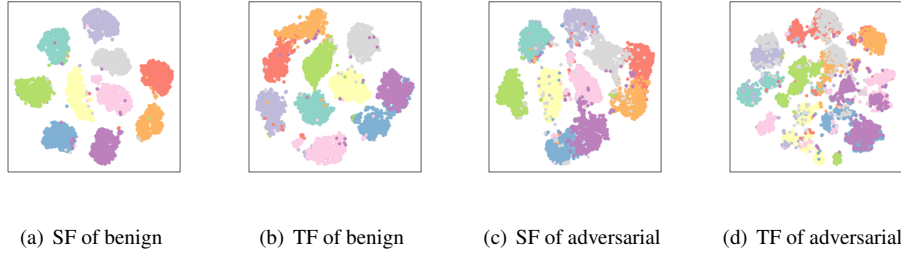 (a) SF of benign (b) TF of benign (c) SF of adversarial (d) TF of adversarial